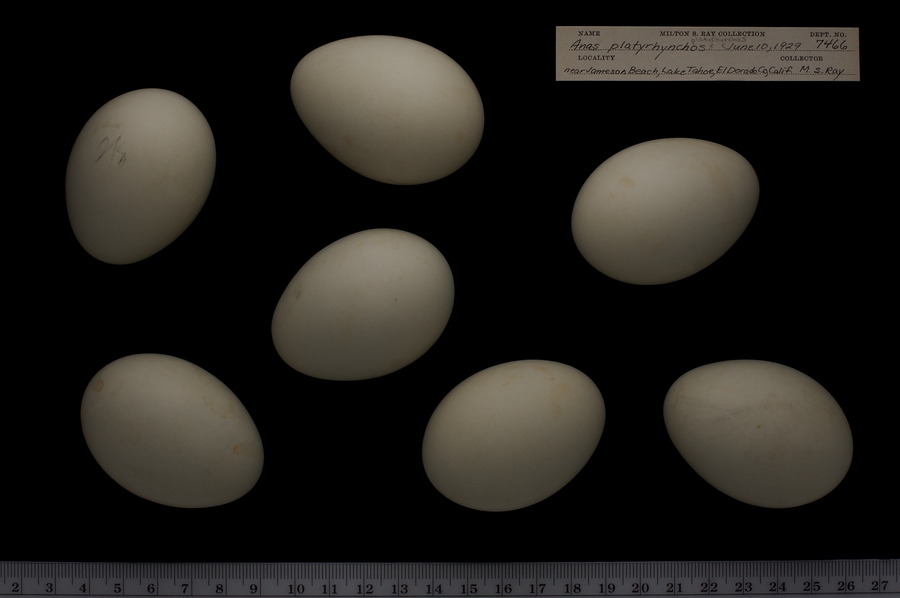 NAME MILTON S. RAY COLLECTION DEPT. NO.
platyrhynchos
Anas platyrhynchos June 10, 1929 7466
LOCALITY COLLECTOR
near Jameson Beach, Lake Tahoe, El Dorado Co, Calif. M. S. Ray
2 3 4 5 6 7 8 9 10 11 12 13 14 15 16 17 18 19 20 21 22 23 24 25 26 27